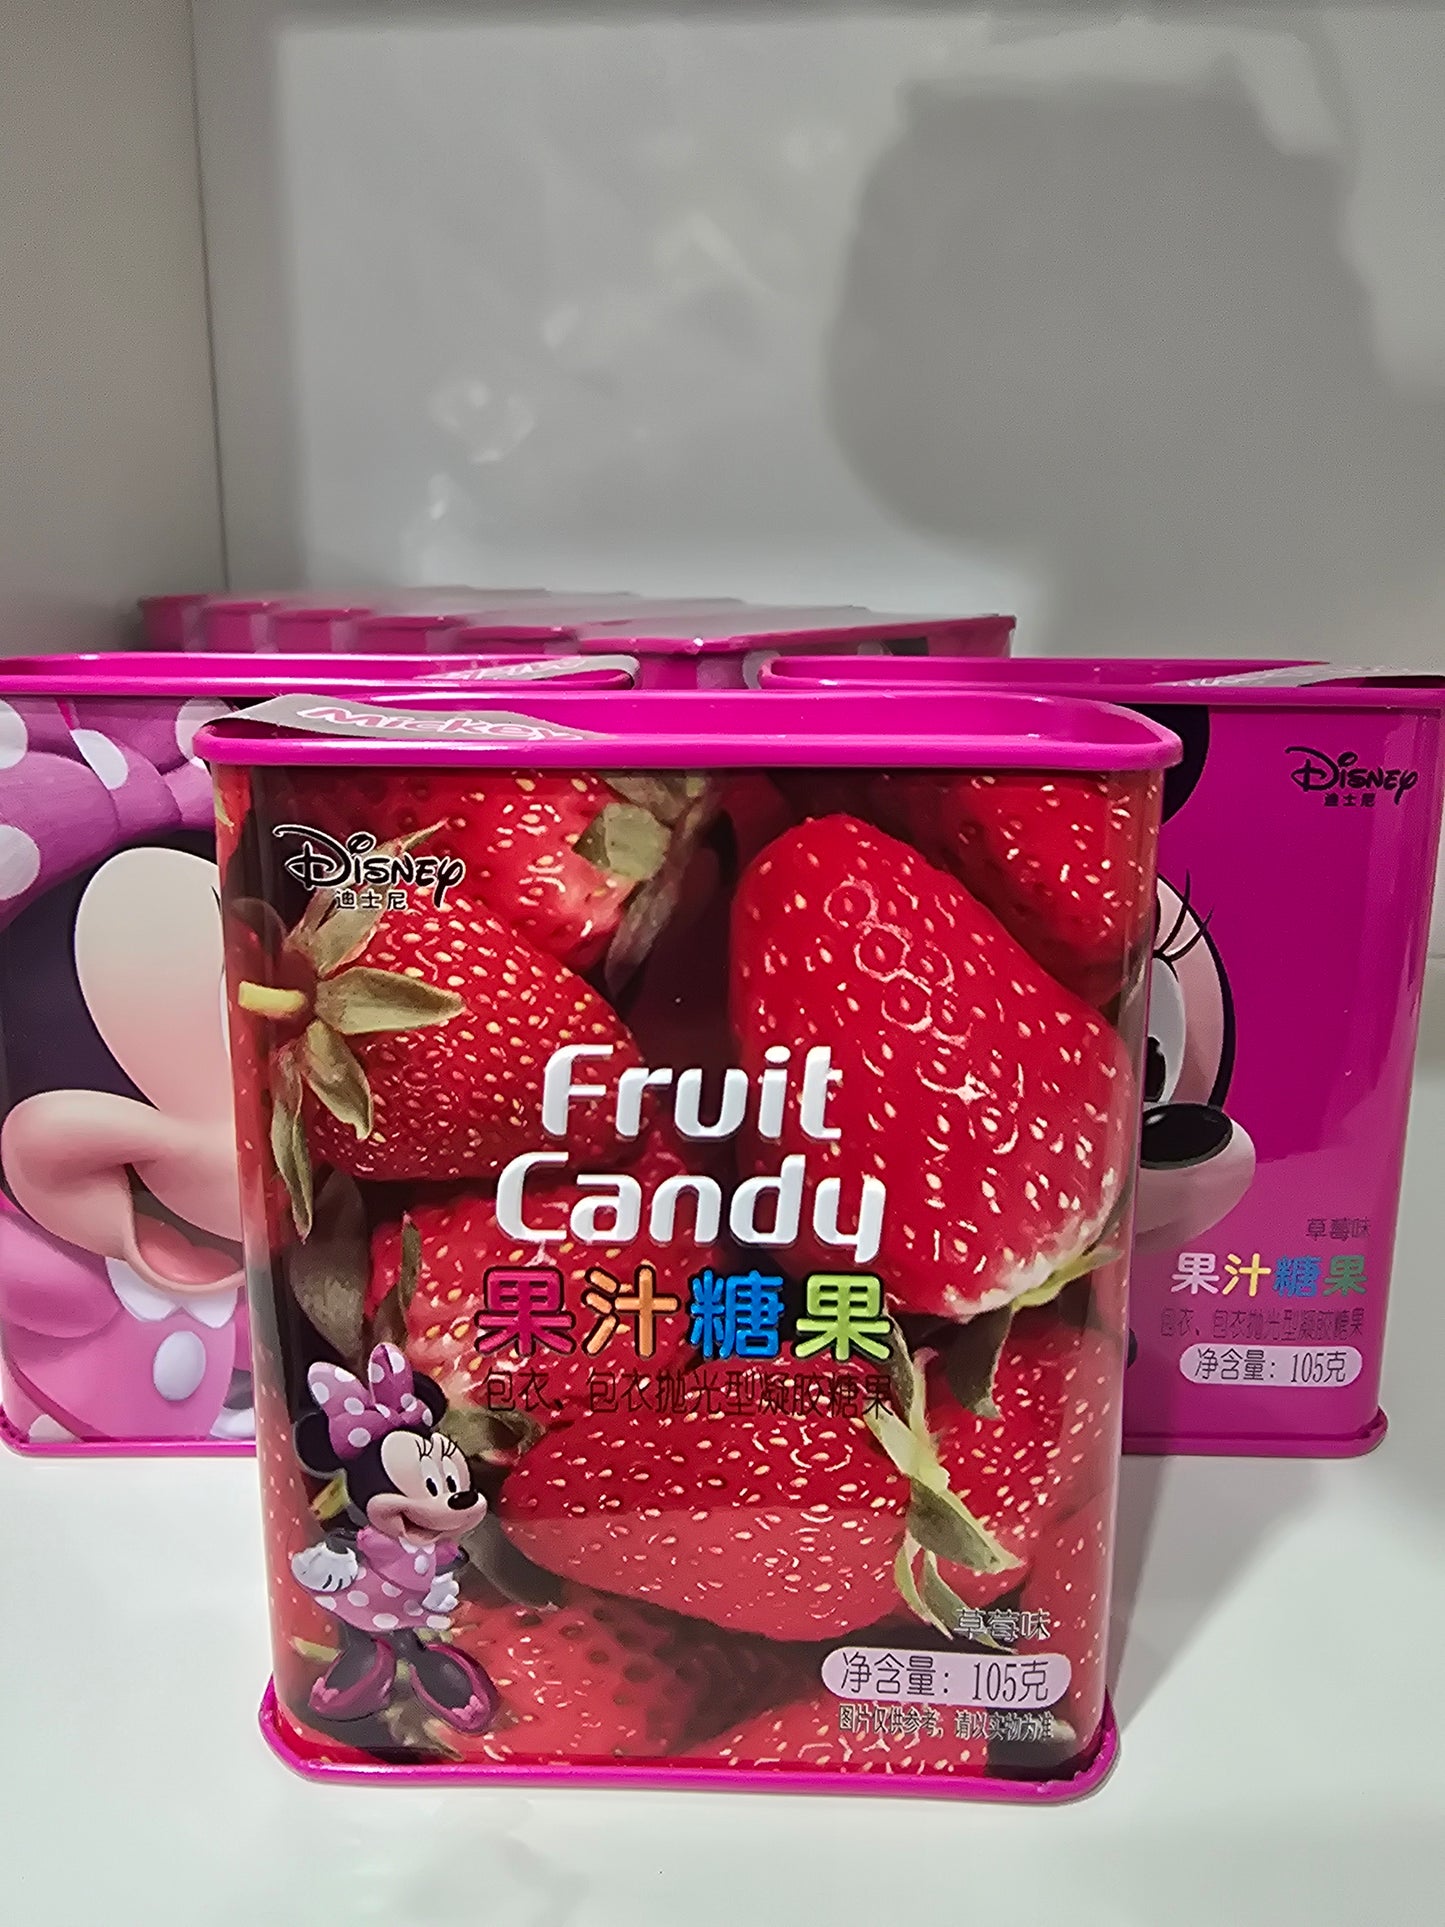 Mickey
DISNEY
迪士尼
Fruit
Candy
果汁糖果
包衣、包衣抛光型凝胶糖果
草莓味
净含量：105克
图片仅供参考，请以实物为准
DISNEY
迪士尼
草莓味
果汁糖果
包衣、包衣抛光型凝胶糖果
净含量：105克